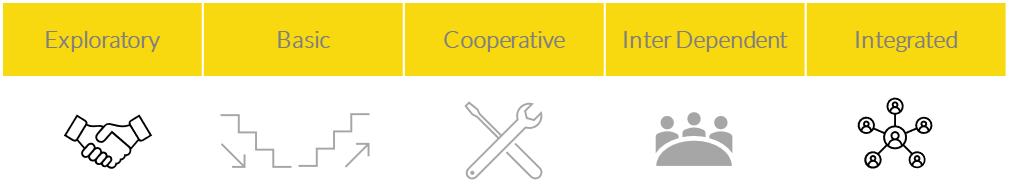 Exploratory
Basic
Cooperative
Inter Dependent
Integrated